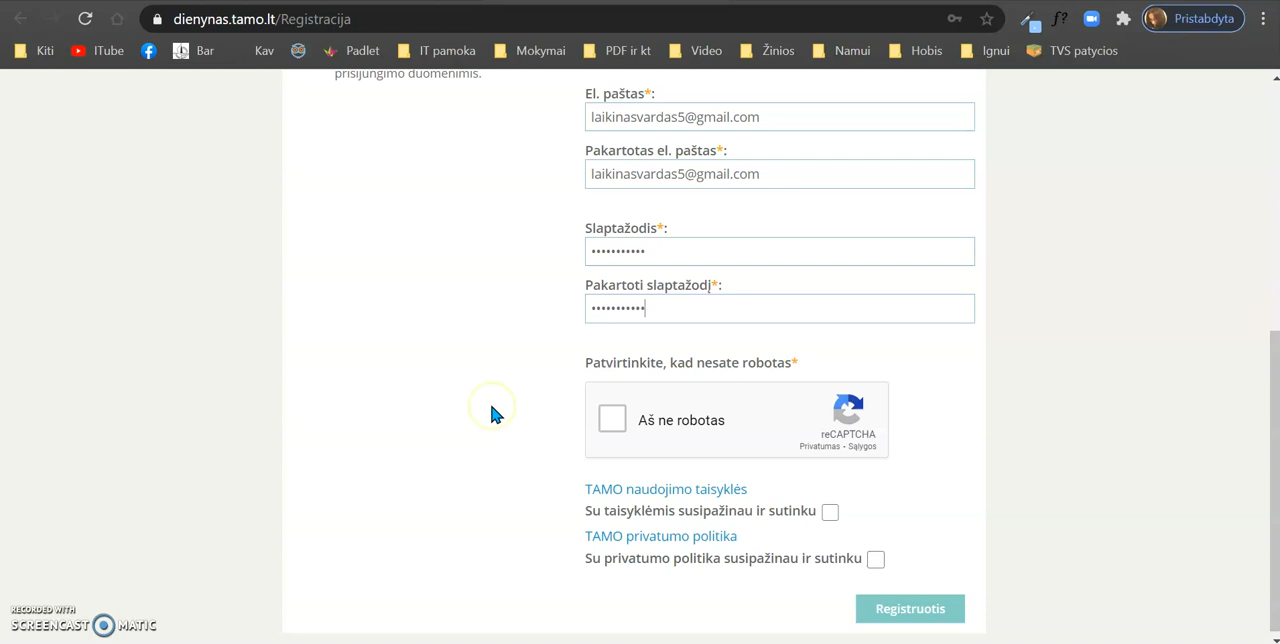 dienynas.tamo.lt/Registracija
Pristabdyta
Kiti ITube Bar Kav Padlet IT pamoka Mokymai PDF ir kt Video Žinios Namui Hobis Ignui TVS patycios
prisijungimo duomenimis.
El. paštas*:
laikinasvardas5@gmail.com
Pakartotas el. paštas*:
laikinasvardas5@gmail.com
Slaptažodis*:
•••••••••••
Pakartoti slaptažodį*:
•••••••••••
Patvirtinkite, kad nesate robotas*
Aš ne robotas
reCAPTCHA
Privatumas - Sąlygos
TAMO naudojimo taisyklės
Su taisyklėmis susipažinau ir sutinku
TAMO privatumo politika
Su privatumo politika susipažinau ir sutinku
Registruotis
RECORDED WITH
SCREENCAST MATIC